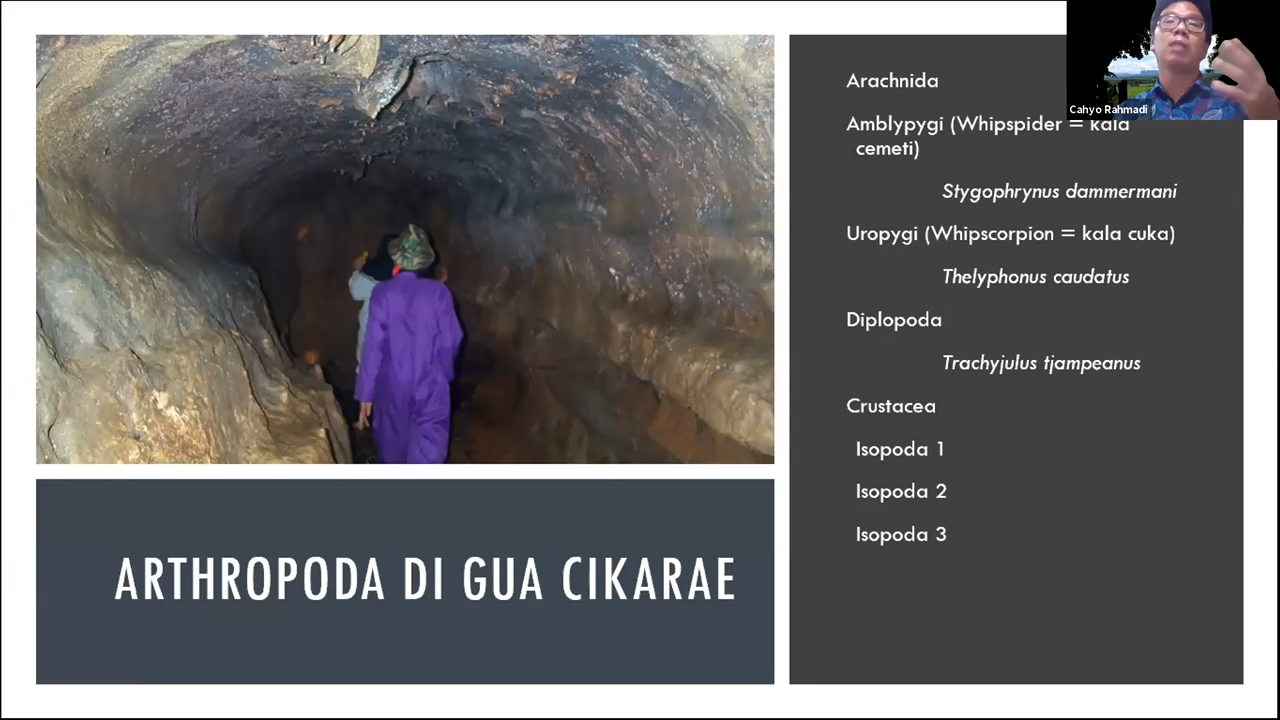 Cahyo Rahmadi
Arachnida
Amblypygi (Whipspider = kala
cemeti)
Stygophrynus dammermani
Uropygi (Whipscorpion = kala cuka)
Thelyphonus caudatus
Diplopoda
Trachyjulus tjampeanus
Crustacea
Isopoda 1
Isopoda 2
Isopoda 3
ARTHROPODA DI GUA CIKARAE